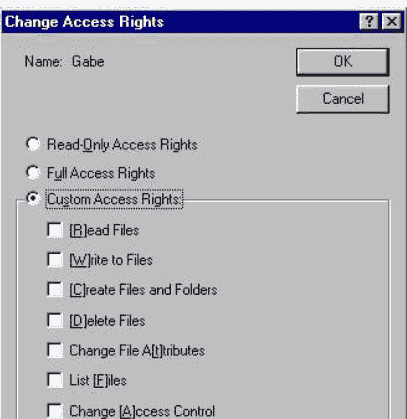 Change Access Rights
Name: Gabe
OK
Cancel
Read-Only Access Rights
Full Access Rights
Custom Access Rights:
[R]ead Files
[W]rite to Files
[C]reate Files and Folders
[D]elete Files
Change File A[t]tributes
List [F]iles
Change [A]ccess Control